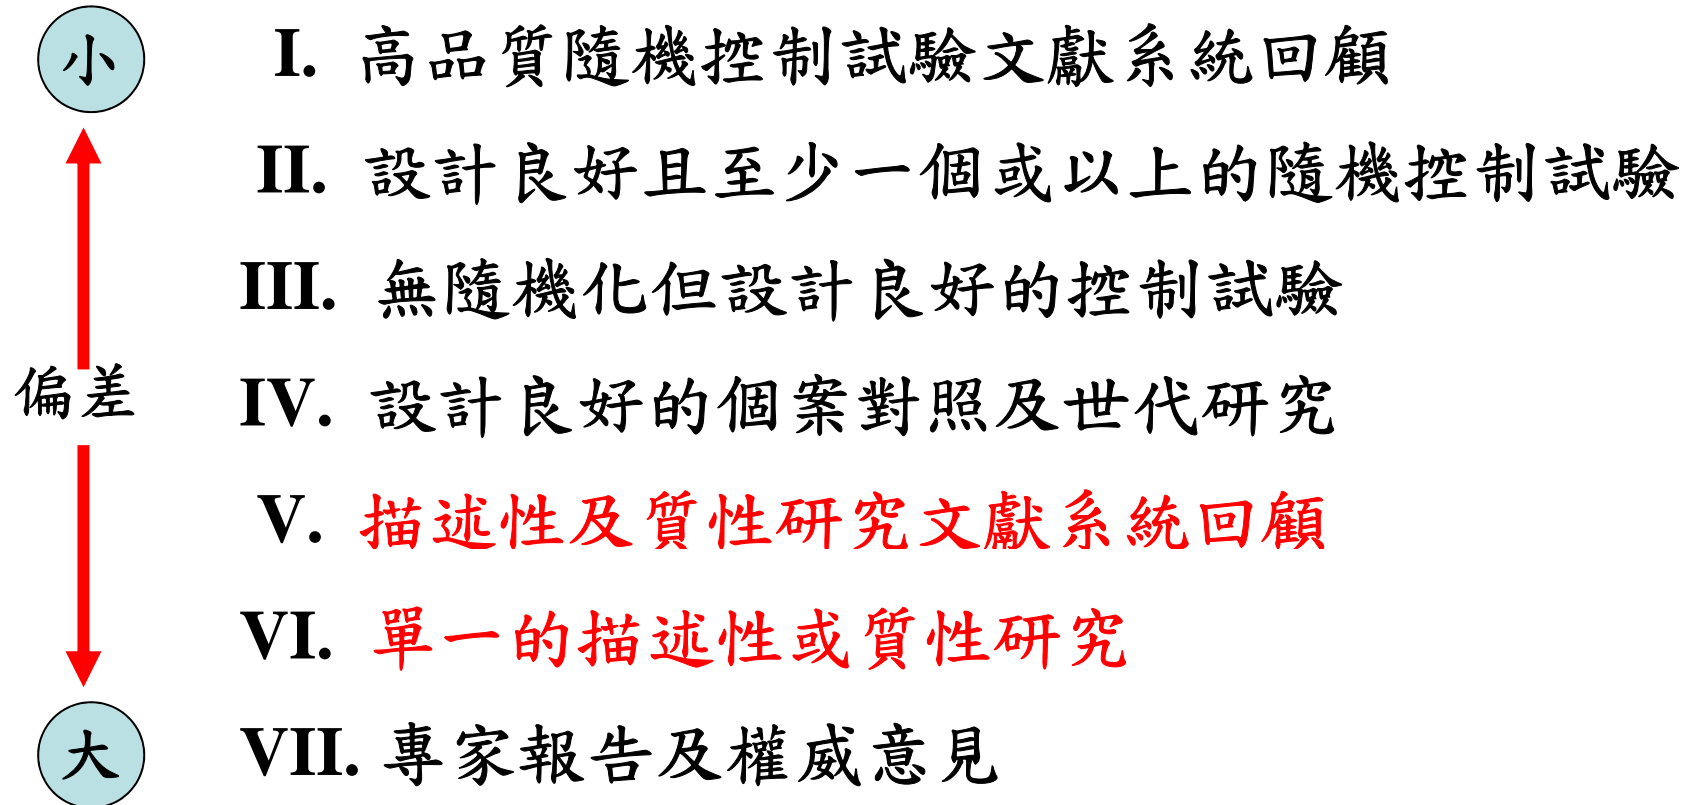 小
I. 高品質隨機控制試驗文獻系統回顧
II. 設計良好且至少一個或以上的隨機控制試驗
III. 無隨機化但設計良好的控制試驗
偏差
IV. 設計良好的個案對照及世代研究
V. 描述性及質性研究文獻系統回顧
VI. 單一的描述性或質性研究
大
VII. 專家報告及權威意見